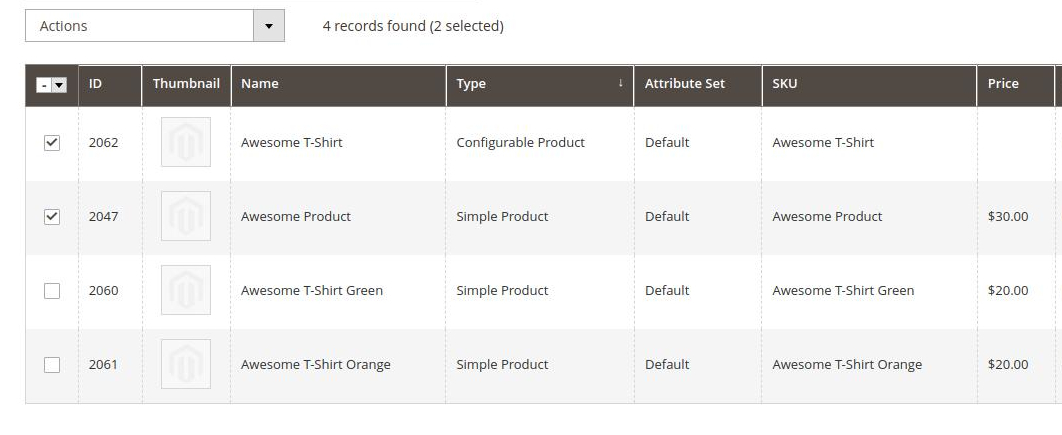 Actions
4 records found (2 selected)
- ID Thumbnail Name Type ↓ Attribute Set SKU Price
2062 Awesome T-Shirt Configurable Product Default Awesome T-Shirt
2047 Awesome Product Simple Product Default Awesome Product $30.00
2060 Awesome T-Shirt Green Simple Product Default Awesome T-Shirt Green $20.00
2061 Awesome T-Shirt Orange Simple Product Default Awesome T-Shirt Orange $20.00